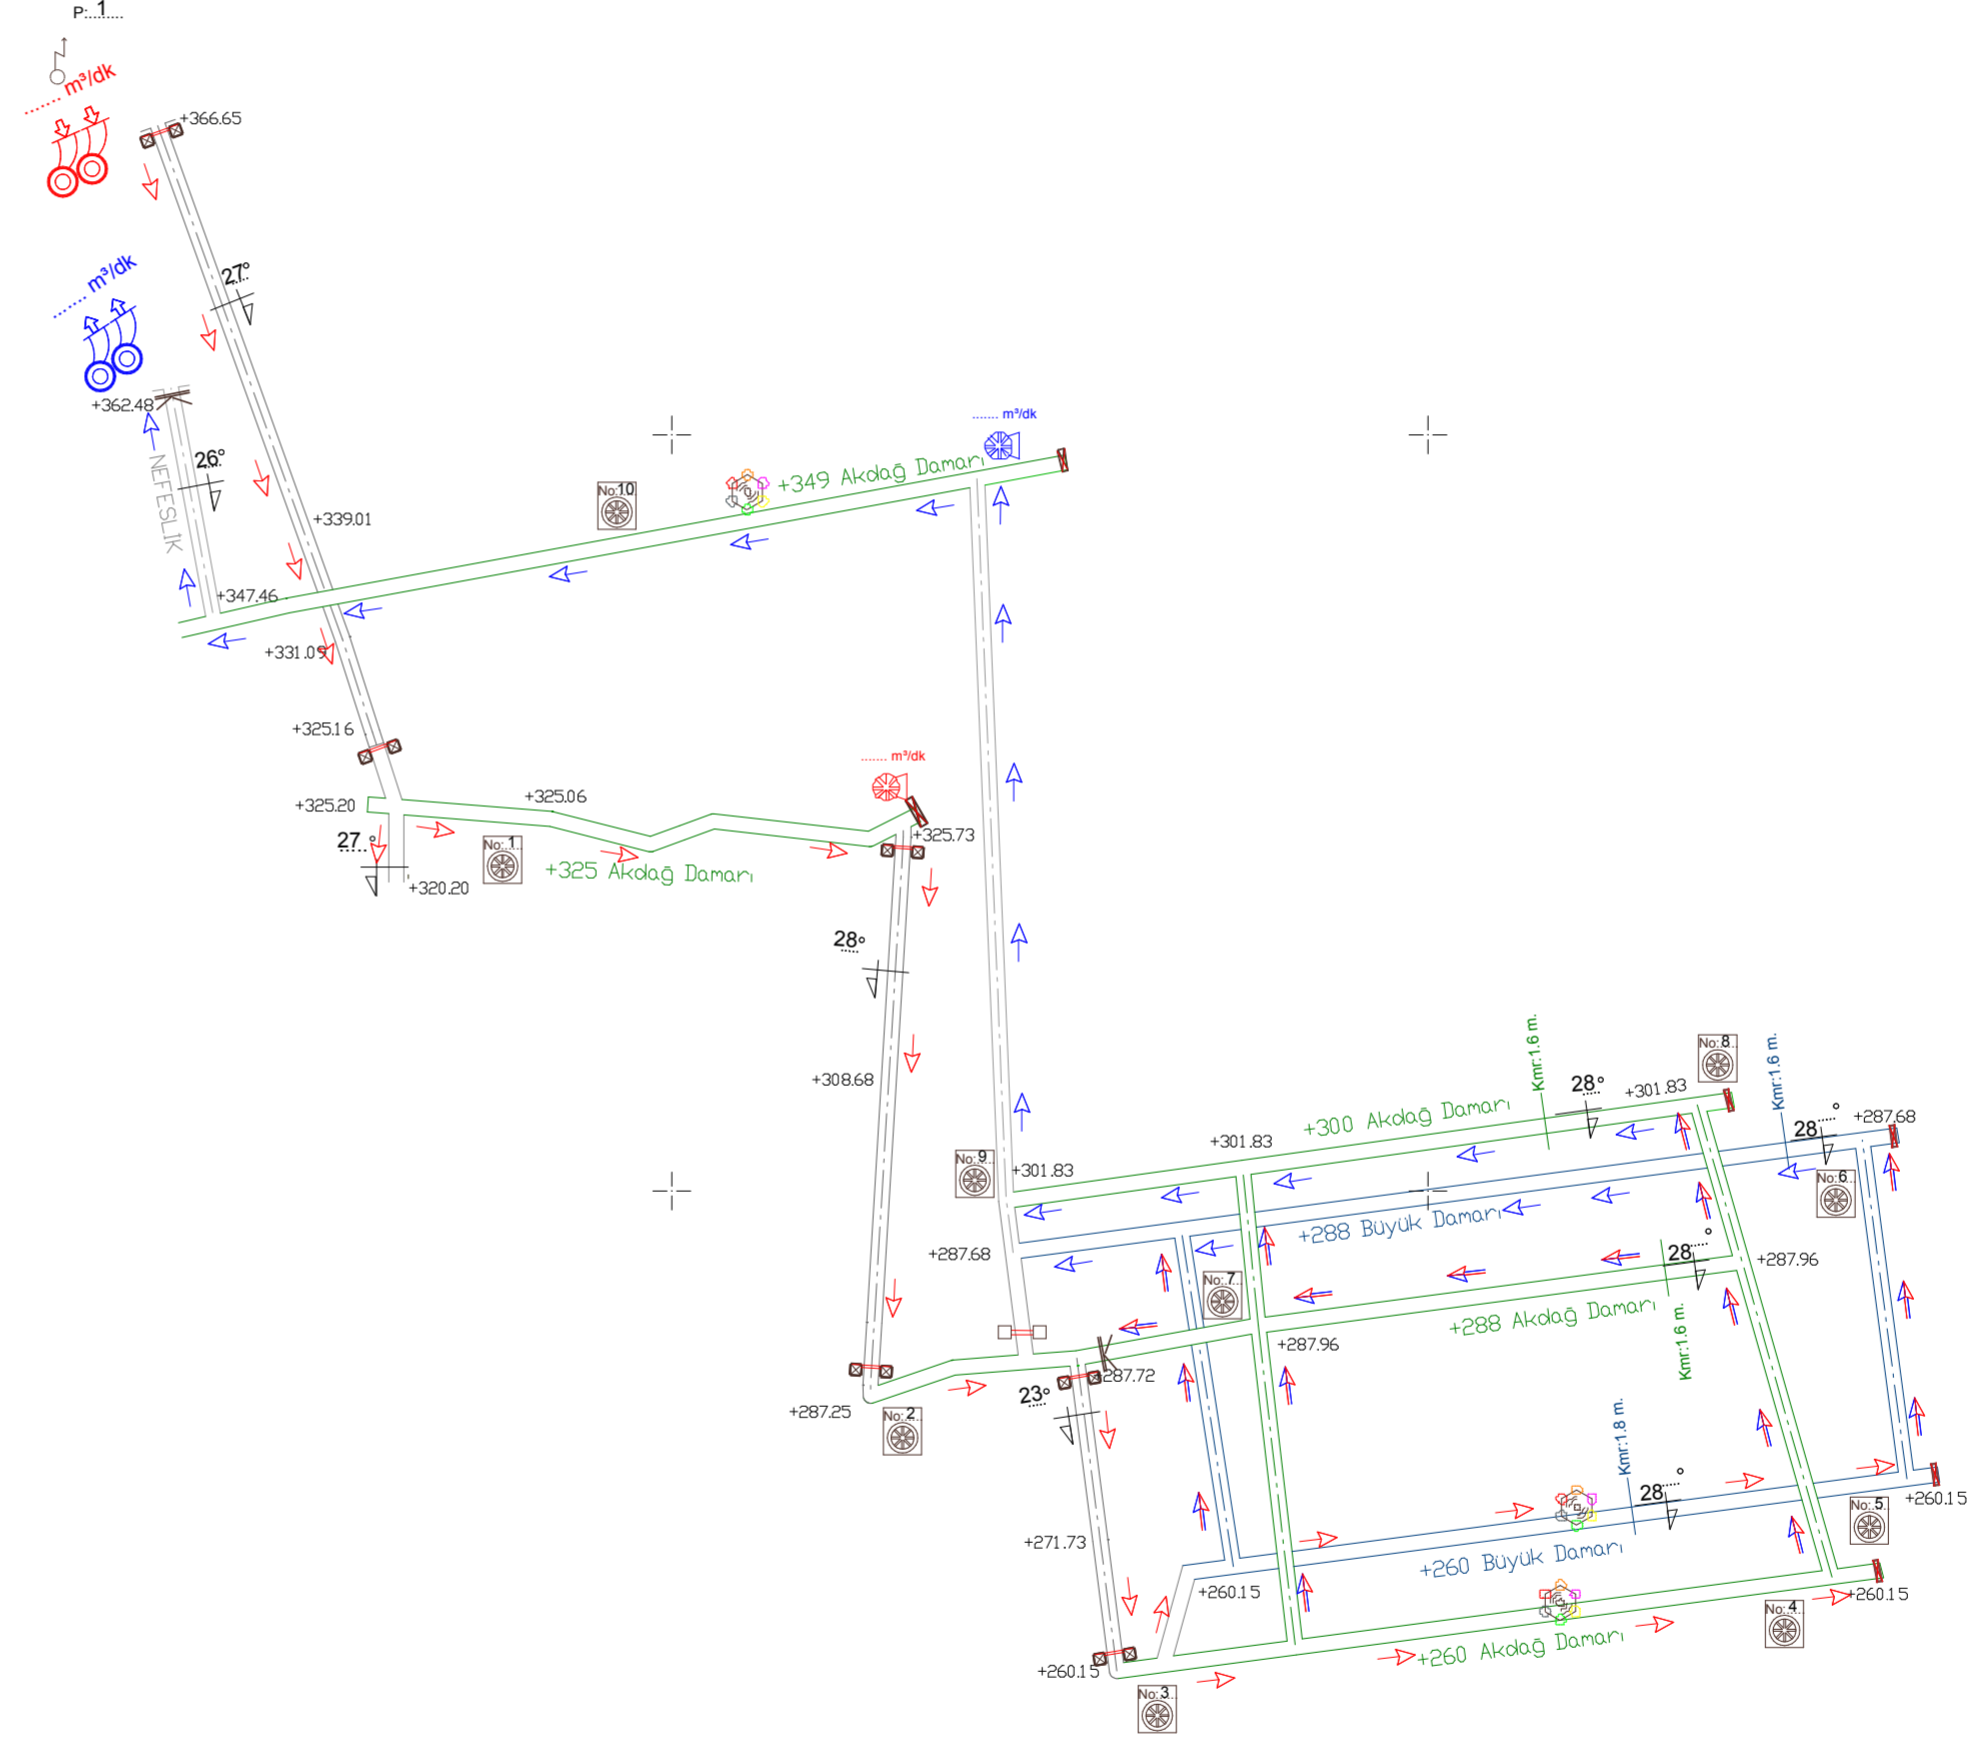 P:..1.....
....... m³/dk
+366.65
27°
....... m³/dk
+362.48
NEFESLİK
26°
+339.01
+347.46
+331.09
+325.16
+325.20
27.°
+320.20
No:.10.
+349 Akdağ Damarı
....... m³/dk
+325.06
No:..1..
+325 Akdağ Damarı
....... m³/dk
+325.73
28°
+308.68
No:..9..
+301.83
+287.68
+301.83
+300 Akdağ Damarı
Kmr:1.6 m.
28°
+301.83
No:..8..
Kmr:1.6 m.
28°
+287.68
No:..6..
+288 Büyük Damarı
28°
+287.96
No:..7..
+288 Akdağ Damarı
Kmr:1.6 m.
+287.96
+287.72
23°
+287.25
No:..2..
Kmr:1.8 m.
28°
+260.15
No:..5.
+271.73
+260 Büyük Damarı
+260.15
+260.15
No:..4..
+260 Akdağ Damarı
+260.15
No:..3...